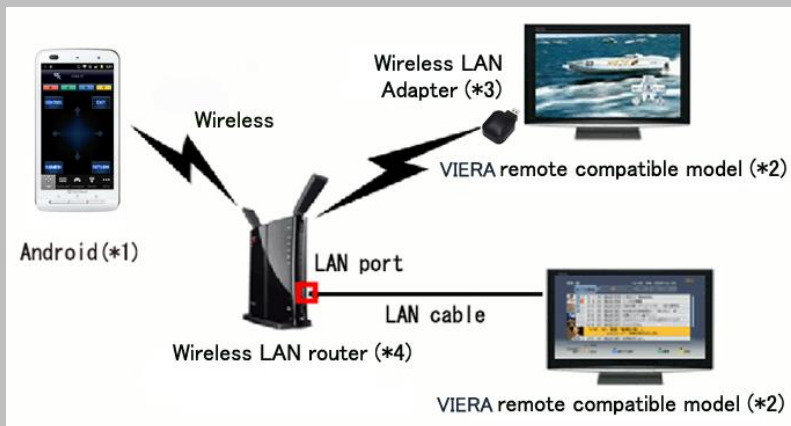 Wireless LAN
Adapter (*3)
Wireless
VIERA remote compatible model (*2)
Android(*1)
LAN port
LAN cable
Wireless LAN router (*4)
VIERA remote compatible model (*2)